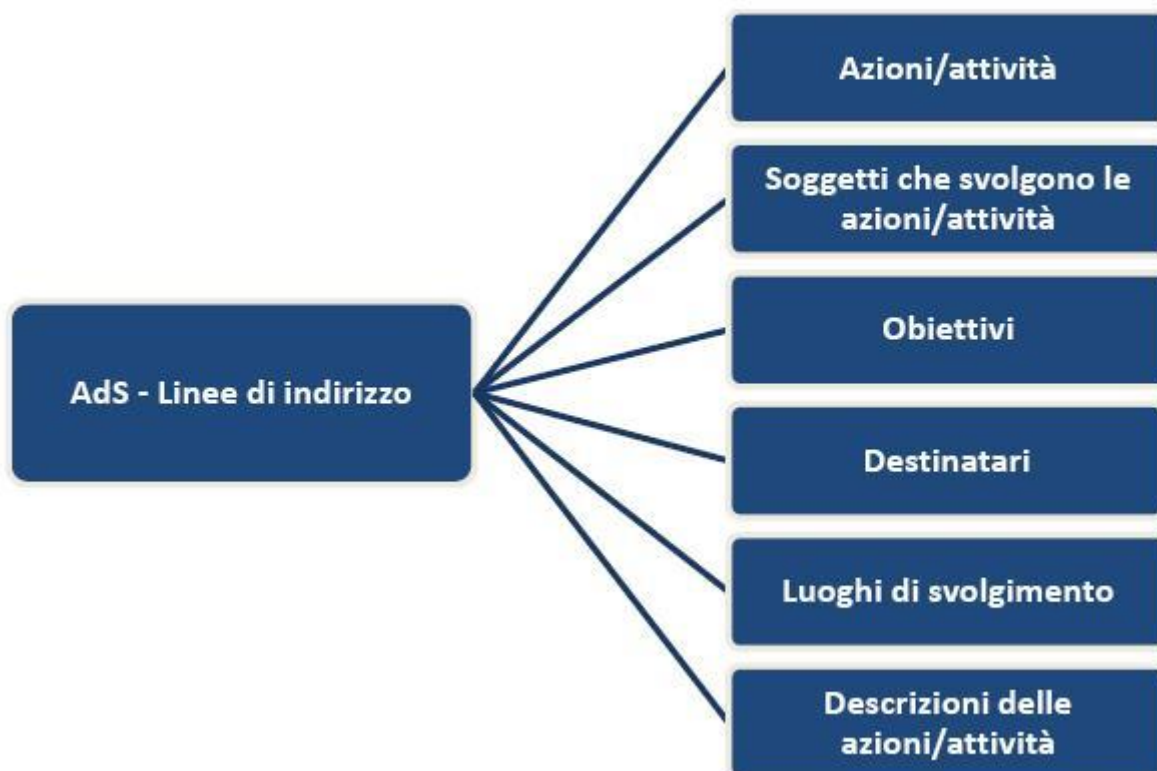 Azioni/attività
Soggetti che svolgono le
azioni/attività
Obiettivi
AdS - Linee di indirizzo
Destinatari
Luoghi di svolgimento
Descrizioni delle
azioni/attività